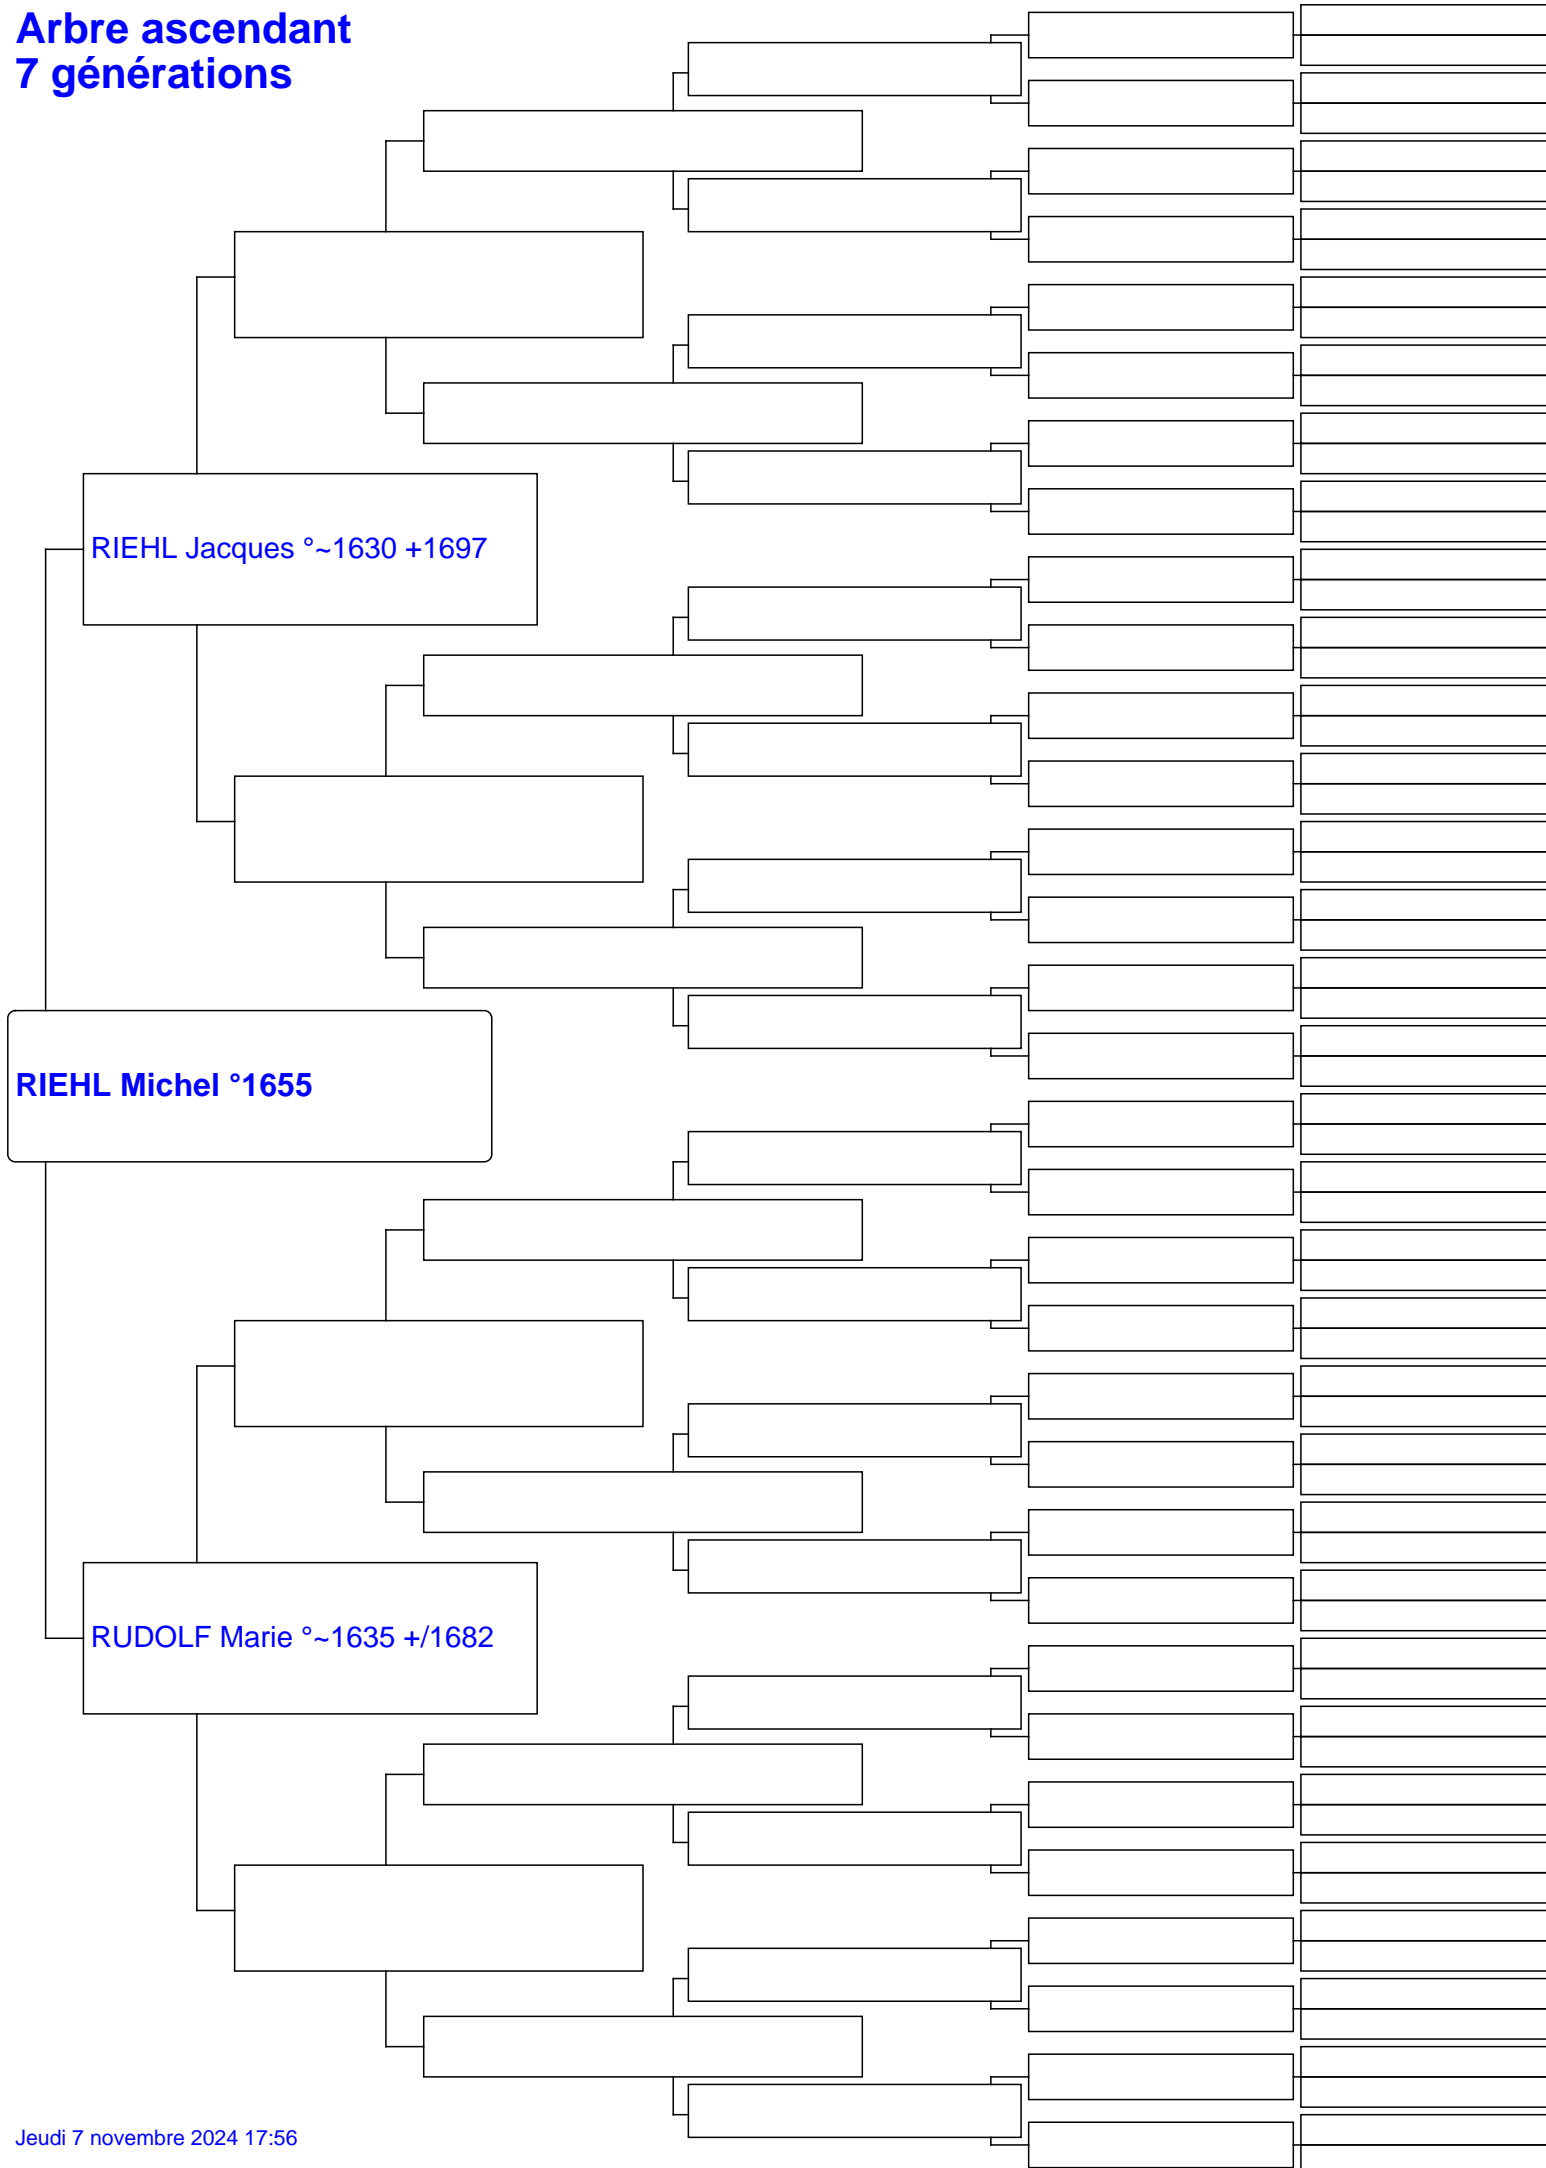 Arbre ascendant
7 générations
RIEHL Jacques °~1630 +1697
RIEHL Michel °1655
RUDOLF Marie °~1635 +/1682
Jeudi 7 novembre 2024 17:56